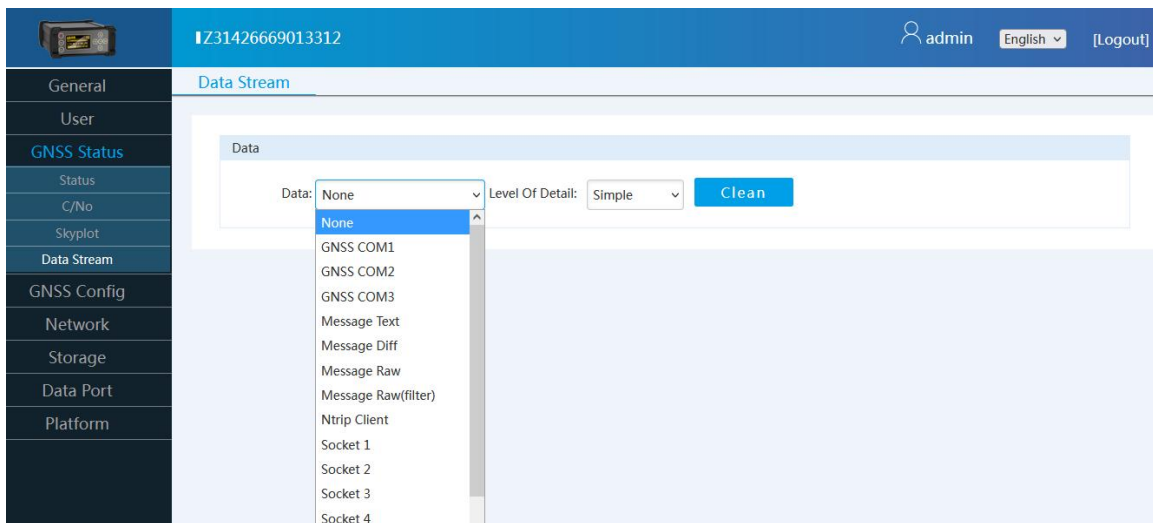 IZ31426669013312
admin
English
[Logout]
General
User
GNSS Status
Status
C/No
Skyplot
Data Stream
GNSS Config
Network
Storage
Data Port
Platform
Data Stream
Data
Data: None Level Of Detail: Simple Clean
None
GNSS COM1
GNSS COM2
GNSS COM3
Message Text
Message Diff
Message Raw
Message Raw(filter)
Ntrip Client
Socket 1
Socket 2
Socket 3
Socket 4